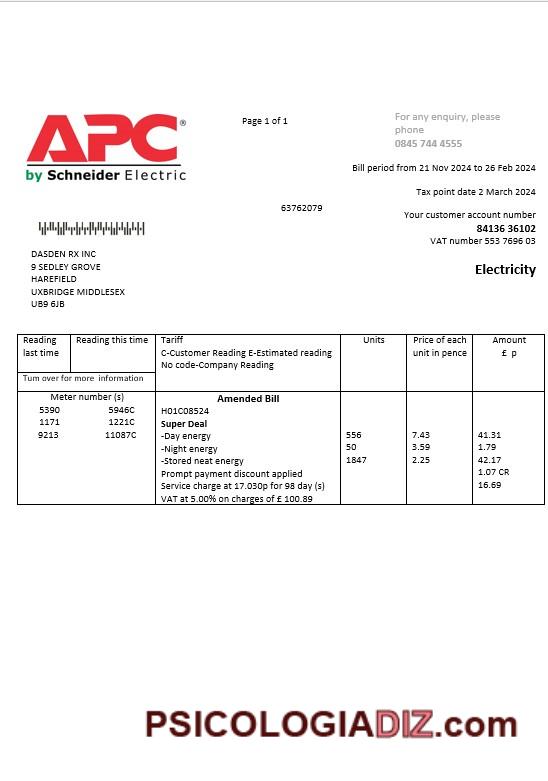 APC®
by Schneider Electric
Page 1 of 1
For any enquiry, please
phone
0845 744 4555
Bill period from 21 Nov 2024 to 26 Feb 2024
Tax point date 2 March 2024
63762079
Your customer account number
84136 36102
VAT number 553 7696 03
Electricity
DASDEN RX INC
9 SEDLEY GROVE
HAREFIELD
UXBRIDGE MIDDLESEX
UB9 6JB
Reading last time Reading this time Tariff Units Price of each unit in pence Amount £ p
C-Customer Reading E-Estimated reading
No code-Company Reading
Tum over for more information
Meter number (s) Amended Bill
5390 5946C H01C08524
1171 1221C Super Deal
9213 11087C -Day energy 556 7.43 41.31
-Night energy 50 3.59 1.79
-Stored neat energy 1847 2.25 42.17
Prompt payment discount applied 1.07 CR
Service charge at 17.030p for 98 day (s) 16.69
VAT at 5.00% on charges of £ 100.89
PSICOLOGIADIZ.com